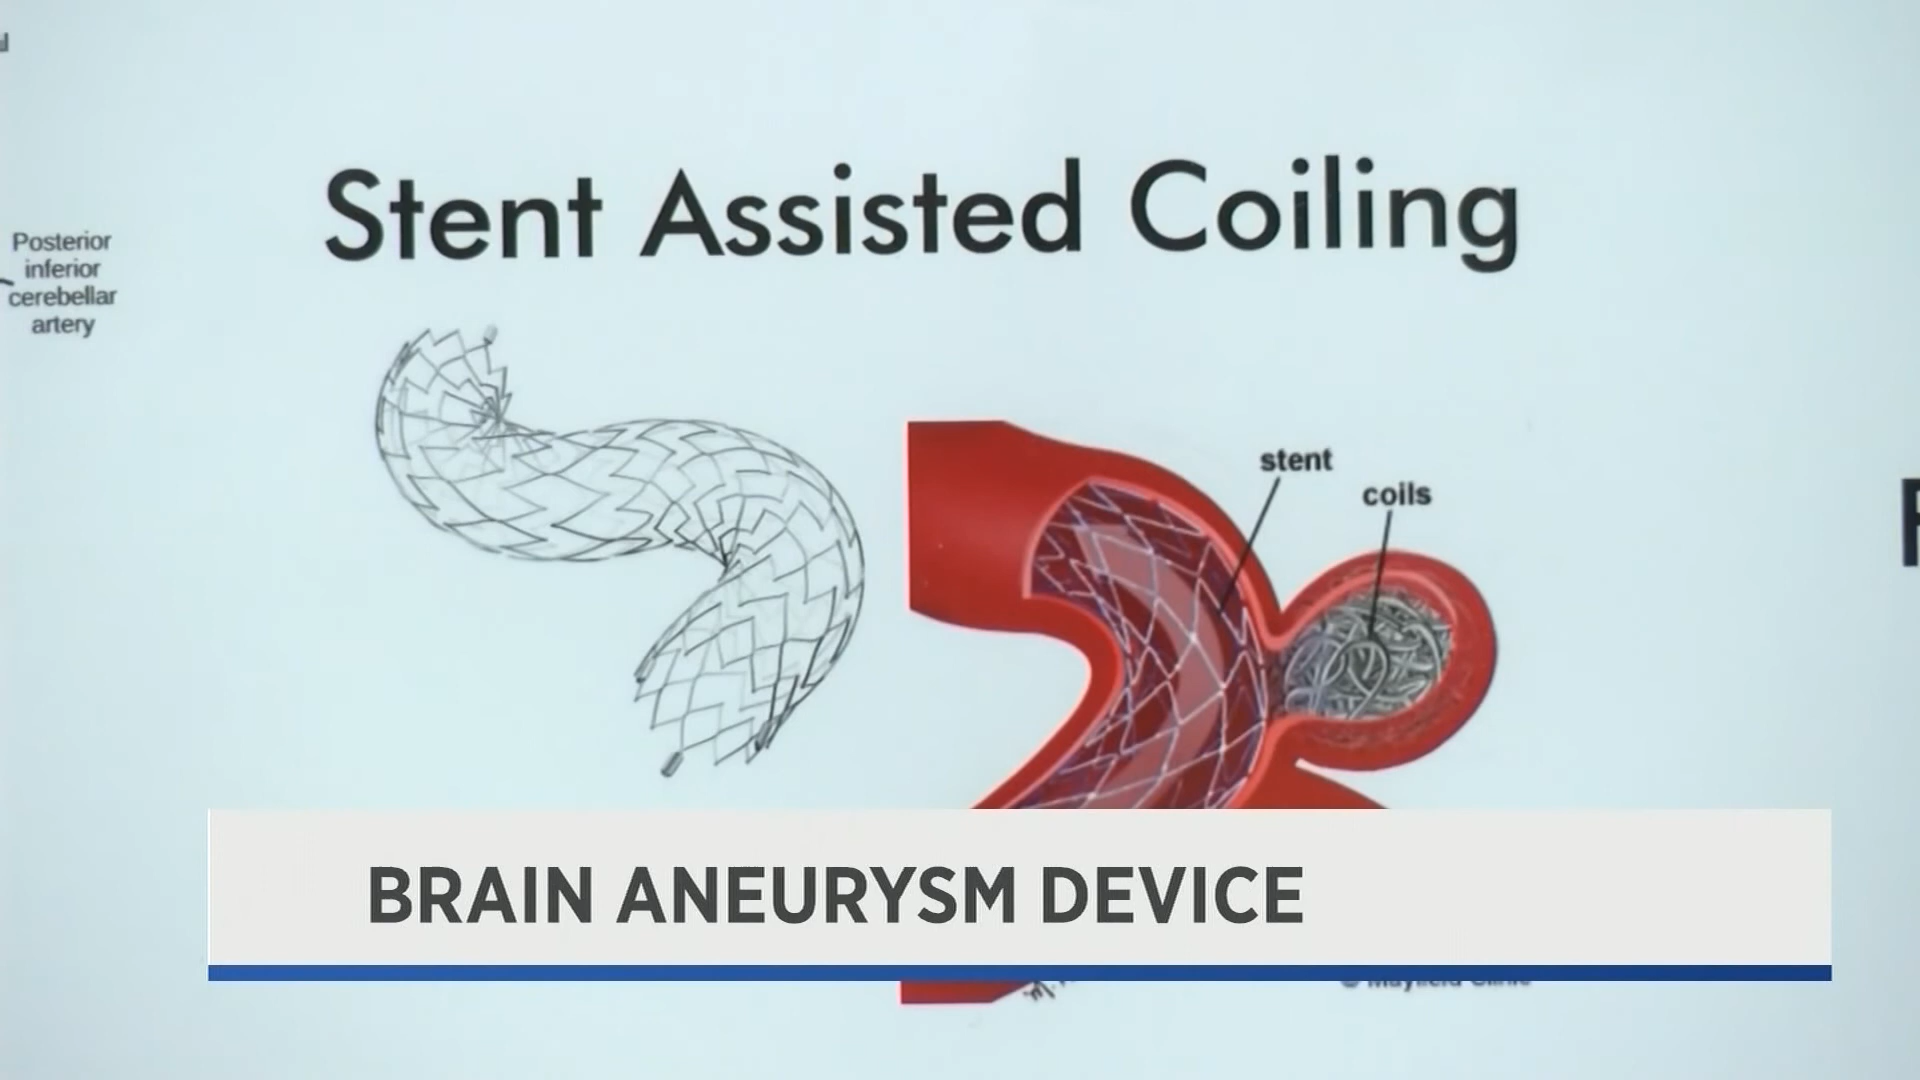 Stent Assisted Coiling
Posterior
inferior
cerebellar
artery
stent
coils
BRAIN ANEURYSM DEVICE